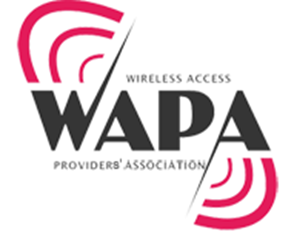 WIRELESS ACCESS
WAPA
PROVIDERS' ASSOCIATION